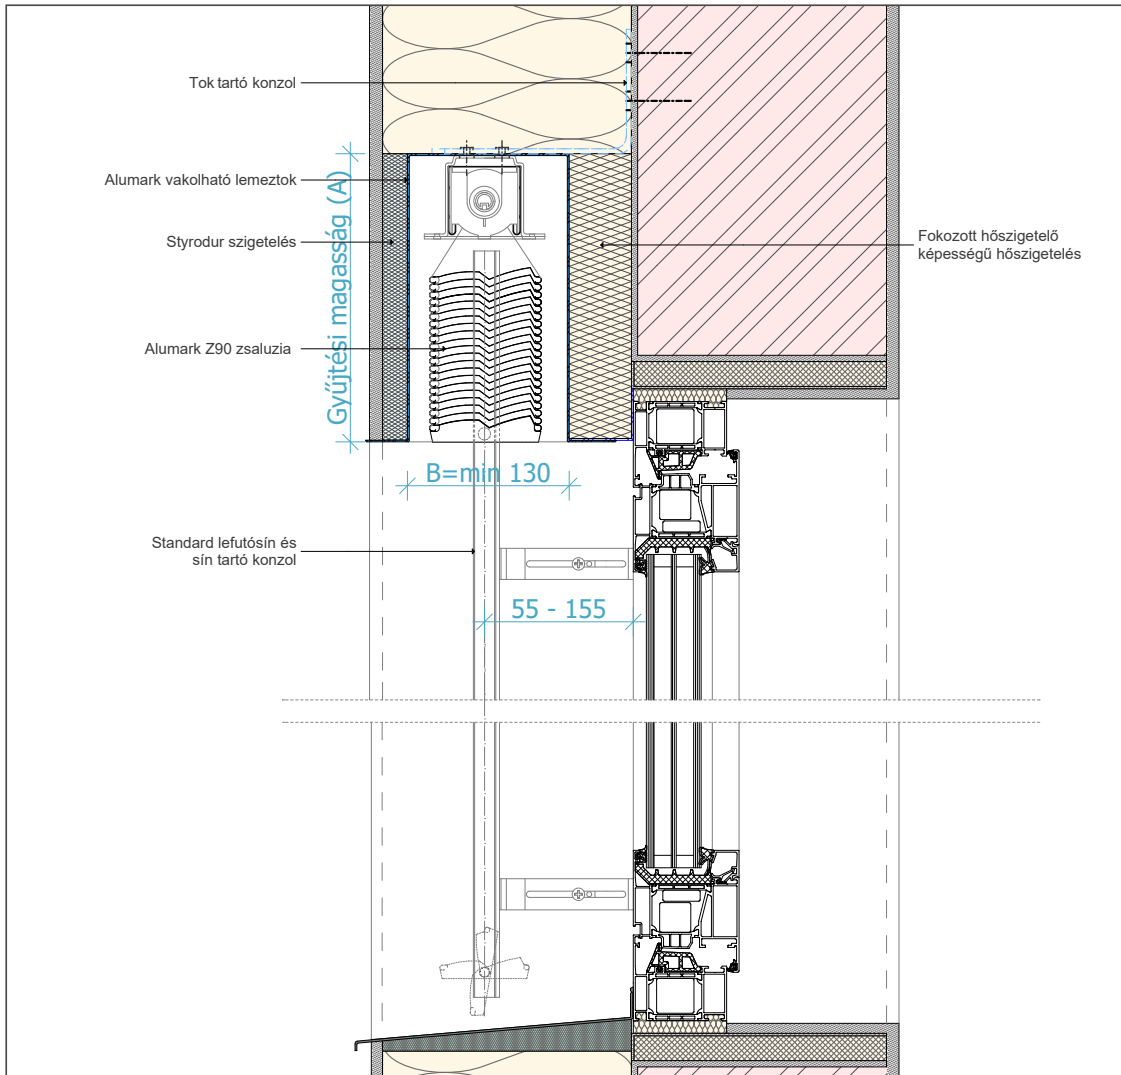 Tok tartó konzol
Alumark vakolható lemeztok
Gyűjtési magasság (A)
Styrodur szigetelés
Fokozott hőszigetelő
képességű hőszigetelés
Alumark Z90 zsaluzia
B=min 130
Standard lefutósín és
sín tartó konzol
55 - 155